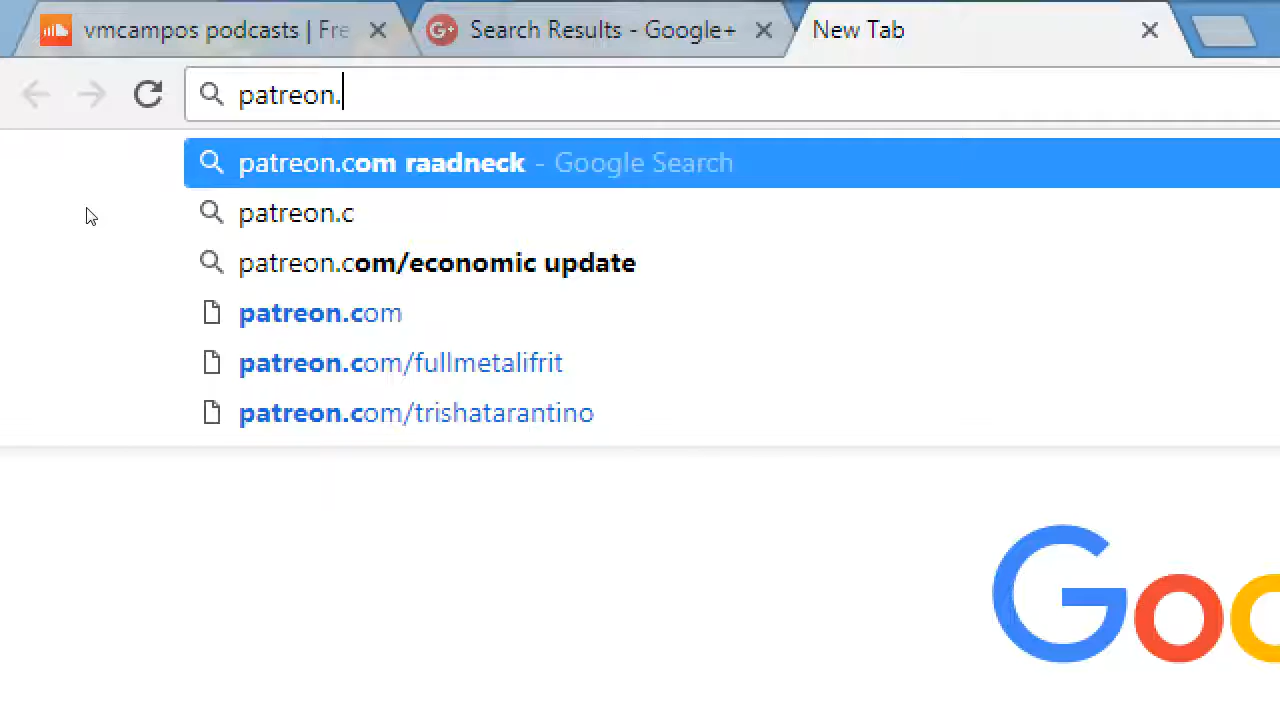 vmcampos podcasts | Fre
Search Results - Google+
New Tab
patreon.
patreon.com raadneck - Google Search
patreon.c
patreon.com/economic update
patreon.com
patreon.com/fullmetalifrit
patreon.com/trishatarantino
Goo